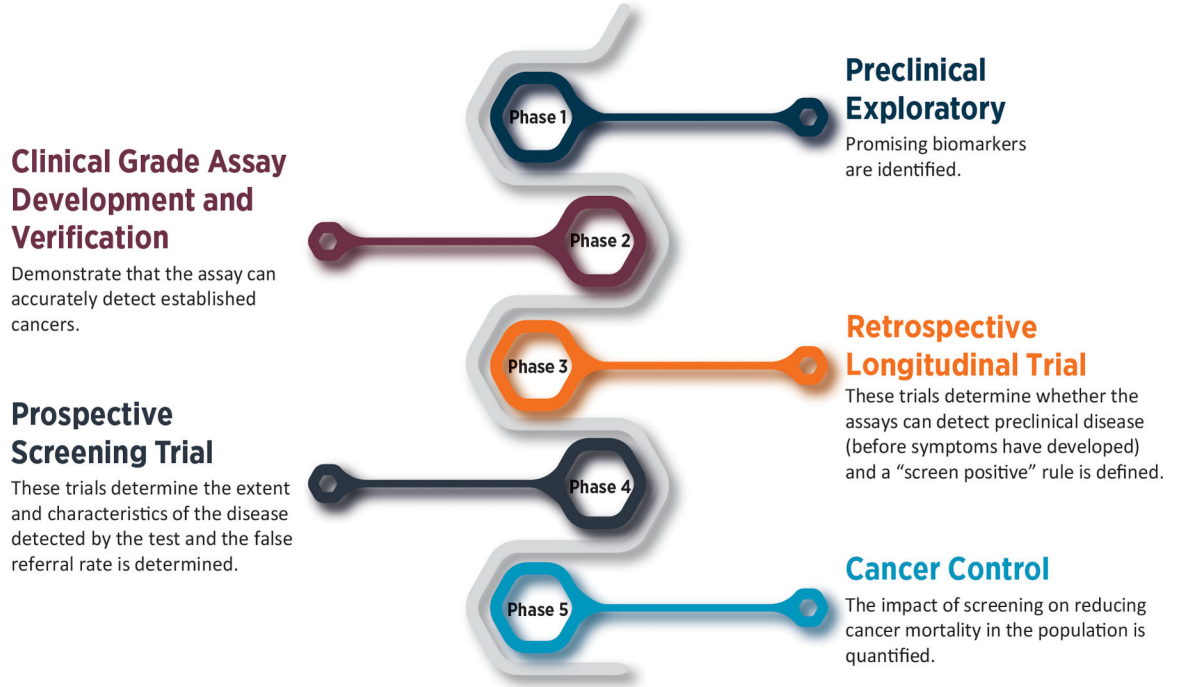 Phase 1
Preclinical
Exploratory
Promising biomarkers
are identified.
Clinical Grade Assay
Development and
Verification
Demonstrate that the assay can
accurately detect established
cancers.
Phase 2
Phase 3
Retrospective
Longitudinal Trial
These trials determine whether the
assays can detect preclinical disease
(before symptoms have developed)
and a “screen positive” rule is defined.
Prospective
Screening Trial
These trials determine the extent
and characteristics of the disease
detected by the test and the false
referral rate is determined.
Phase 4
Phase 5
Cancer Control
The impact of screening on reducing
cancer mortality in the population is
quantified.